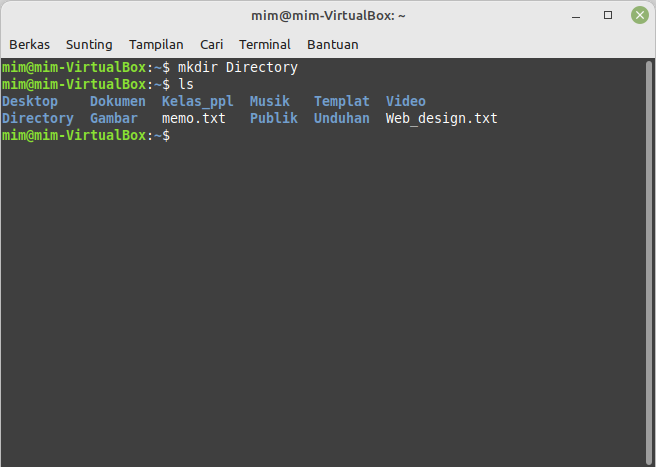 mim@mim-VirtualBox: ~
Berkas Sunting Tampilan Cari Terminal Bantuan
mim@mim-VirtualBox:~$ mkdir Directory
mim@mim-VirtualBox:~$ ls
Desktop Dokumen Kelas_ppl Musik Templat Video
Directory Gambar memo.txt Publik Unduhan Web_design.txt
mim@mim-VirtualBox:~$